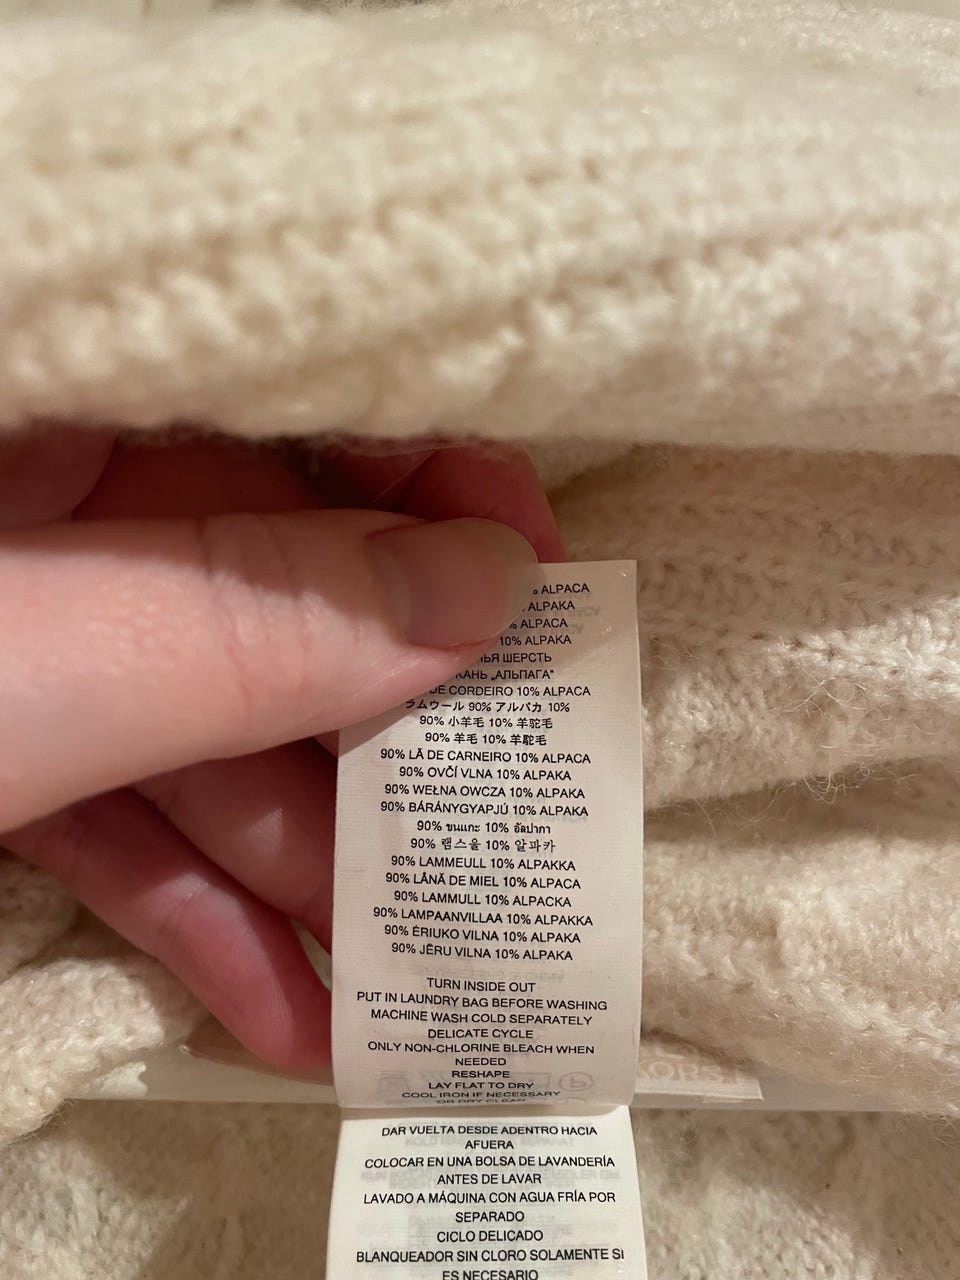 % ALPACA
ALPAKA
% ALPACA
10% ALPAKA
ШЕРСТЬ
„АЛЬПАГА"
DE CORDEIRO 10% ALPACA
ラムウール 90% アルパカ 10%
90% 小羊毛 10% 羊驼毛
90% 羊毛 10% 羊駝毛
90% LÃ DE CARNEIRO 10% ALPACA
90% OVČÍ VLNA 10% ALPAKA
90% WEŁNA OWCZA 10% ALPAKA
90% BÁRÁNYGYAPJÚ 10% ALPAKA
90% ขนแกะ 10% อัลปากา
90% 램스울 10% 알파카
90% LAMMEULL 10% ALPAKKA
90% LÂNĂ DE MIEL 10% ALPACA
90% LAMMULL 10% ALPACKA
90% LAMPAANVILLAA 10% ALPAKKA
90% ĒRIUKO VILNA 10% ALPAKA
90% JĒRU VILNA 10% ALPAKA
TURN INSIDE OUT
PUT IN LAUNDRY BAG BEFORE WASHING
MACHINE WASH COLD SEPARATELY
DELICATE CYCLE
ONLY NON-CHLORINE BLEACH WHEN
NEEDED
RESHAPE
LAY FLAT TO DRY
COOL IRON IF NECESSARY
OR DRY CLEAN
DAR VUELTA DESDE ADENTRO HACIA
AFUERA
COLOCAR EN UNA BOLSA DE LAVANDERÍA
ANTES DE LAVAR
LAVADO A MÁQUINA CON AGUA FRÍA POR
SEPARADO
CICLO DELICADO
BLANQUEADOR SIN CLORO SOLAMENTE SI
ES NECESARIO
KORS